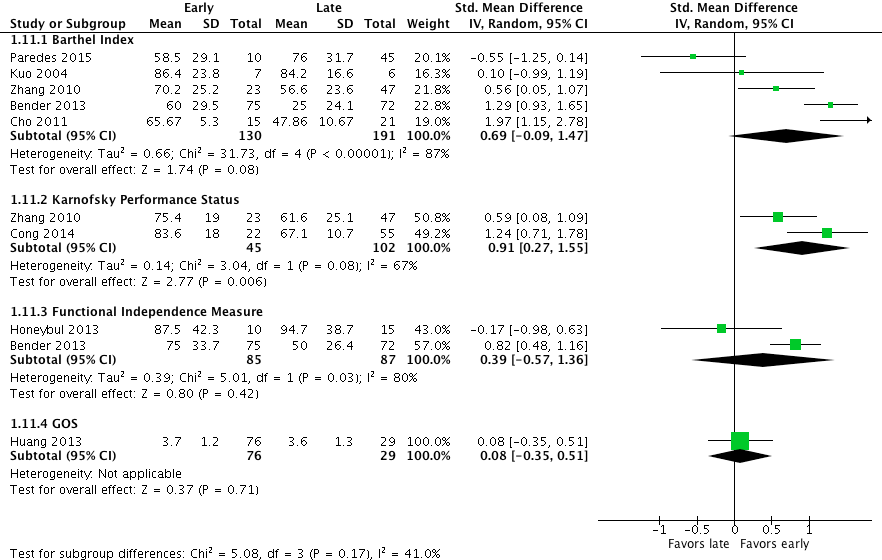 Early Late Std. Mean Difference Std. Mean Difference
Study or Subgroup Mean SD Total Mean SD Total Weight IV, Random, 95% CI IV, Random, 95% CI
1.11.1 Barthel Index
Paredes 2015 58.5 29.1 10 76 31.7 45 20.1% −0.55 [−1.25, 0.14]
Kuo 2004 86.4 23.8 7 84.2 16.6 6 16.3% 0.10 [−0.99, 1.19]
Zhang 2010 70.2 25.2 23 56.6 23.6 47 21.7% 0.56 [0.05, 1.07]
Bender 2013 60 29.5 75 25 24.1 72 22.8% 1.29 [0.93, 1.65]
Cho 2011 65.67 5.3 15 47.86 10.67 21 19.0% 1.97 [1.15, 2.78]
Subtotal (95% CI) 130 191 100.0% 0.69 [−0.09, 1.47]
Heterogeneity: Tau² = 0.66; Chi² = 31.73, df = 4 (P < 0.00001); I² = 87%
Test for overall effect: Z = 1.74 (P = 0.08)
1.11.2 Karnofsky Performance Status
Zhang 2010 75.4 19 23 61.6 25.1 47 50.8% 0.59 [0.08, 1.09]
Cong 2014 83.6 18 22 67.1 10.7 55 49.2% 1.24 [0.71, 1.78]
Subtotal (95% CI) 45 102 100.0% 0.91 [0.27, 1.55]
Heterogeneity: Tau² = 0.14; Chi² = 3.04, df = 1 (P = 0.08); I² = 67%
Test for overall effect: Z = 2.77 (P = 0.006)
1.11.3 Functional Independence Measure
Honeybul 2013 87.5 42.3 10 94.7 38.7 15 43.0% −0.17 [−0.98, 0.63]
Bender 2013 75 33.7 75 50 26.4 72 57.0% 0.82 [0.48, 1.16]
Subtotal (95% CI) 85 87 100.0% 0.39 [−0.57, 1.36]
Heterogeneity: Tau² = 0.39; Chi² = 5.01, df = 1 (P = 0.03); I² = 80%
Test for overall effect: Z = 0.80 (P = 0.42)
1.11.4 GOS
Huang 2013 3.7 1.2 76 3.6 1.3 29 100.0% 0.08 [−0.35, 0.51]
Subtotal (95% CI) 76 29 100.0% 0.08 [−0.35, 0.51]
Heterogeneity: Not applicable
Test for overall effect: Z = 0.37 (P = 0.71)
−1 −0.5 0 0.5 1
Favors late Favors early
Test for subgroup differences: Chi² = 5.08, df = 3 (P = 0.17), I² = 41.0%